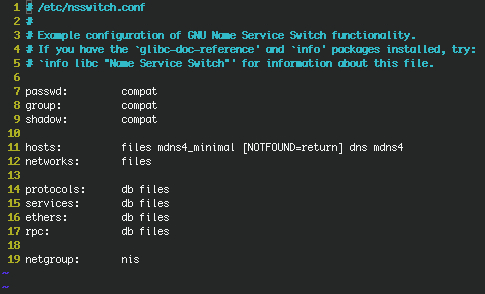 1 # /etc/nsswitch.conf
2 #
3 # Example configuration of GNU Name Service Switch functionality.
4 # If you have the `glibc-doc-reference' and `info' packages installed, try:
5 # `info libc "Name Service Switch"' for information about this file.
6
7 passwd:         compat
8 group:          compat
9 shadow:         compat
10
11 hosts:          files mdns4_minimal [NOTFOUND=return] dns mdns4
12 networks:       files
13
14 protocols:      db files
15 services:       db files
16 ethers:         db files
17 rpc:            db files
18
19 netgroup:       nis
~
~